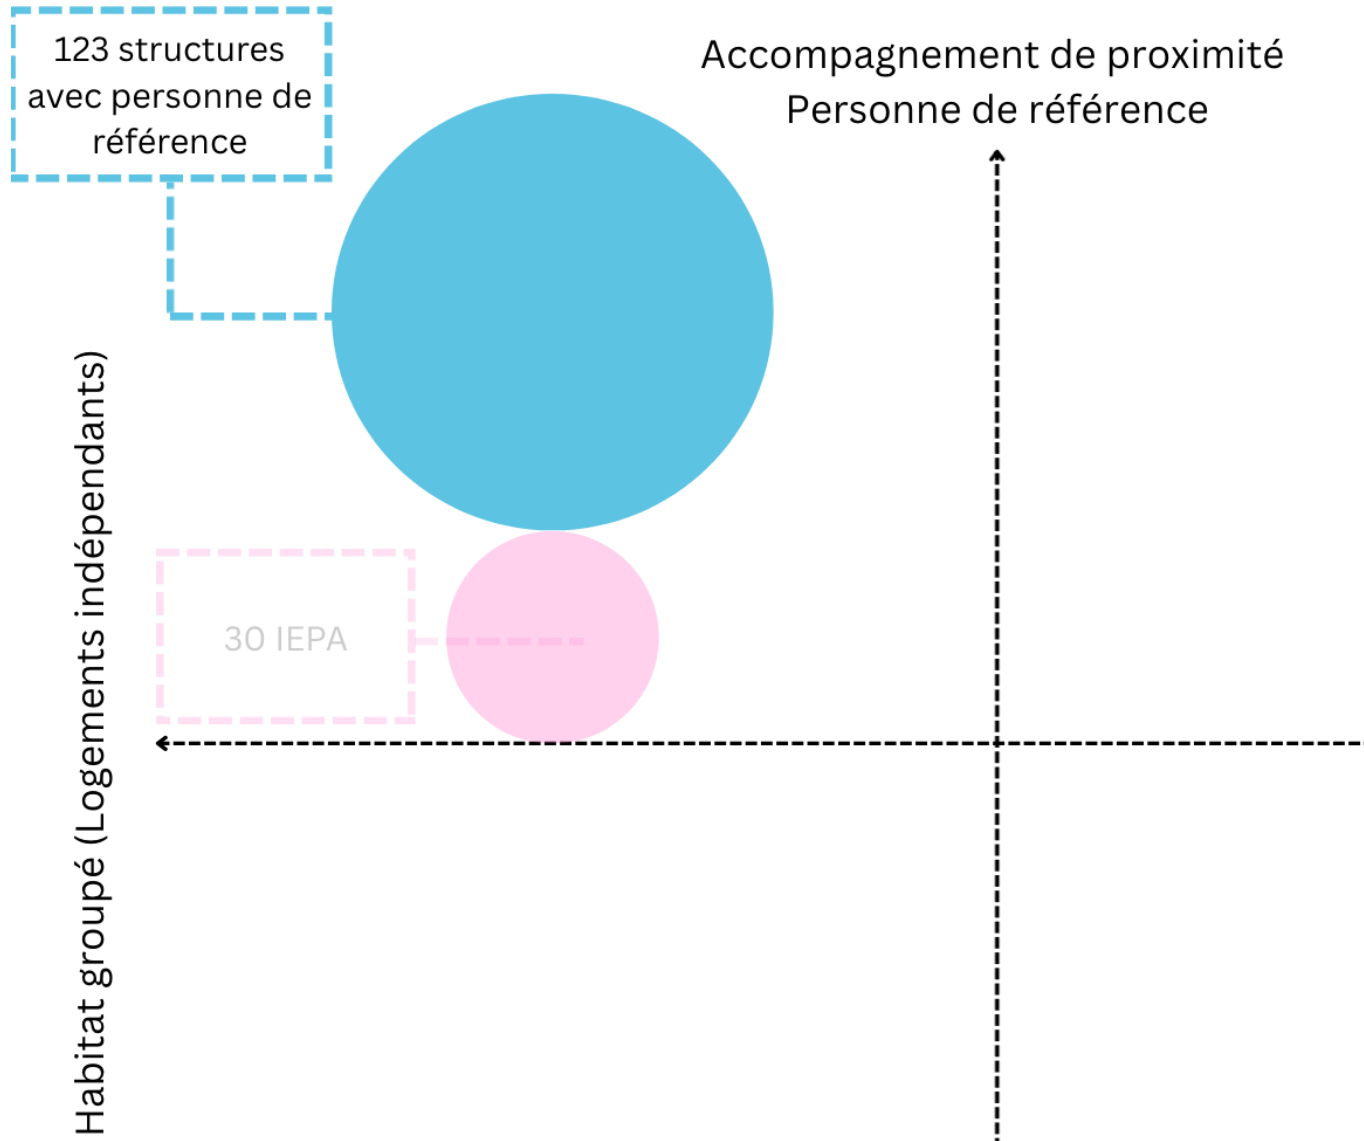 123 structures
avec personne de
référence
Accompagnement de proximité
Personne de référence
Habitat groupé (Logements indépendants)
30 IEPA